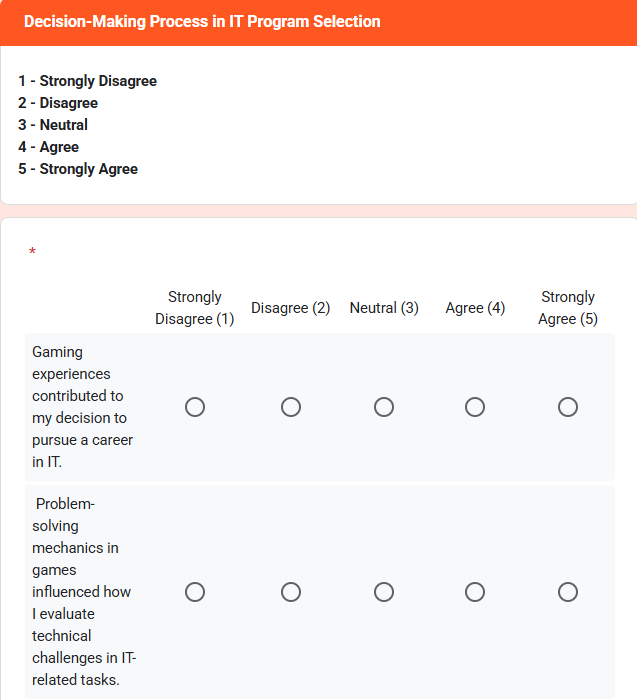 Decision-Making Process in IT Program Selection
1 - Strongly Disagree
2 - Disagree
3 - Neutral
4 - Agree
5 - Strongly Agree
*
Strongly
Disagree (1)
Disagree (2)
Neutral (3)
Agree (4)
Strongly
Agree (5)
Gaming
experiences
contributed to
my decision to
pursue a career
in IT.
Problem-
solving
mechanics in
games
influenced how
I evaluate
technical
challenges in IT-
related tasks.